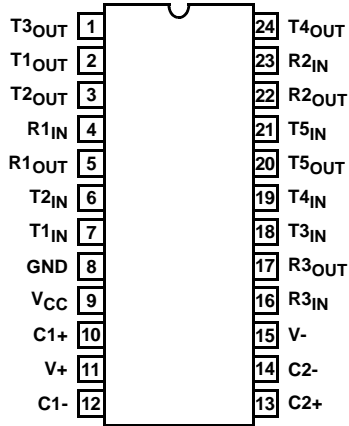 T3OUT 1 24 T4OUT
T1OUT 2 23 R2IN
T2OUT 3 22 R2OUT
R1IN 4 21 T5IN
R1OUT 5 20 T5OUT
T2IN 6 19 T4IN
T1IN 7 18 T3IN
GND 8 17 R3OUT
VCC 9 16 R3IN
C1+ 10 15 V-
V+ 11 14 C2-
C1- 12 13 C2+